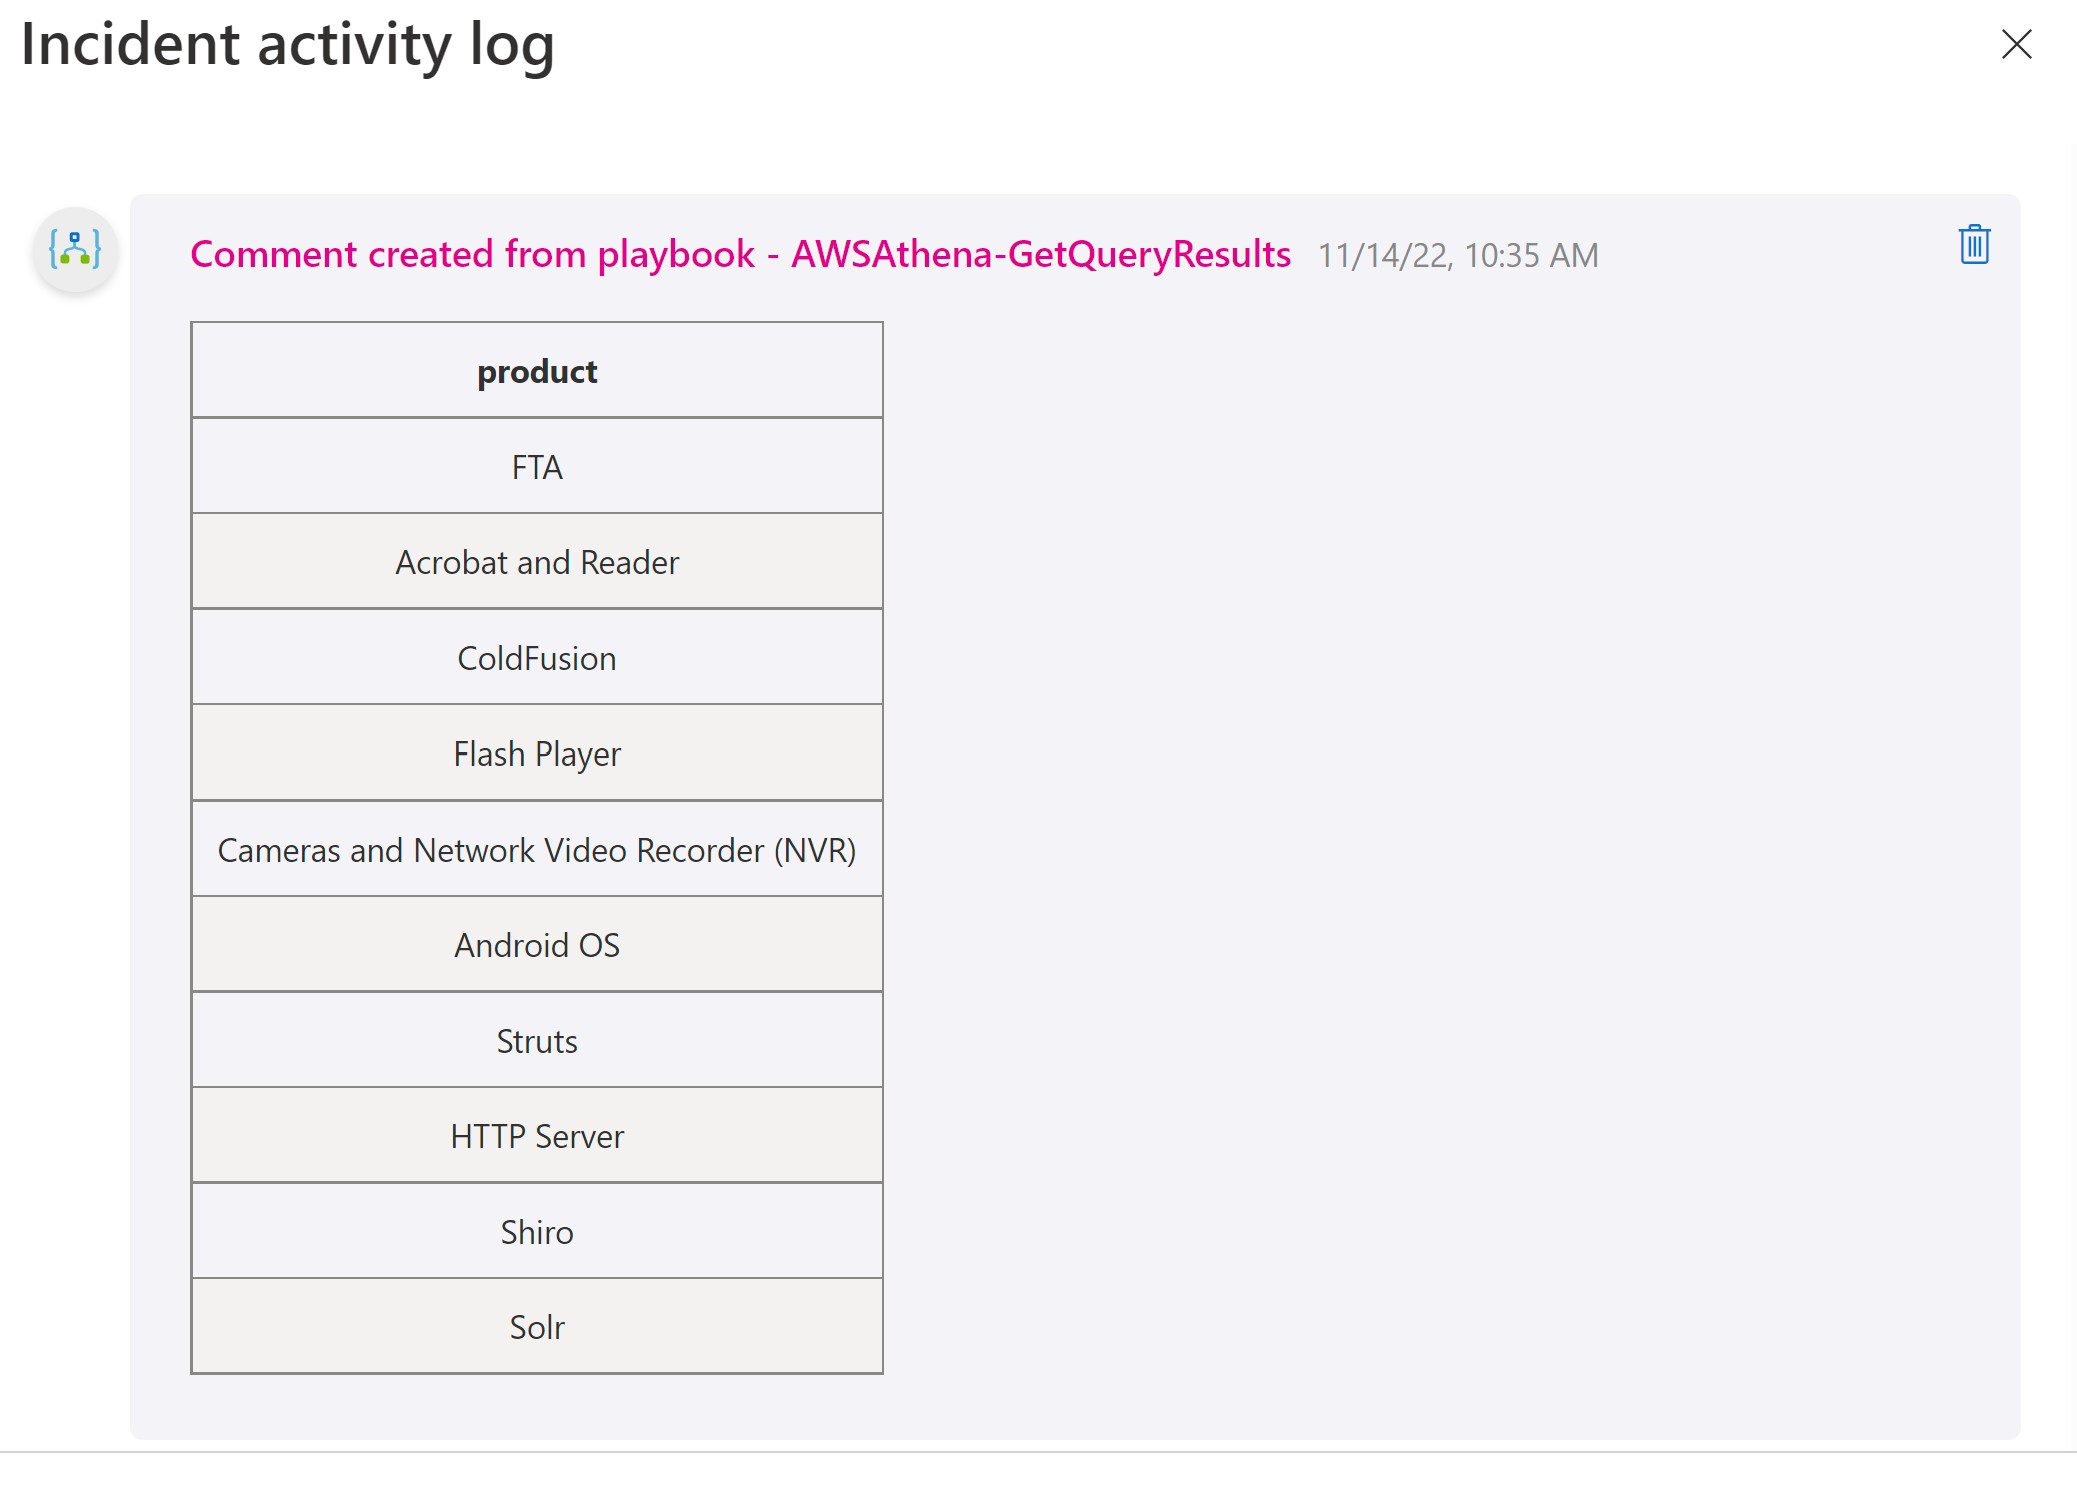 Incident activity log
Comment created from playbook - AWSAthena-GetQueryResults 11/14/22, 10:35 AM
product
FTA
Acrobat and Reader
ColdFusion
Flash Player
Cameras and Network Video Recorder (NVR)
Android OS
Struts
HTTP Server
Shiro
Solr